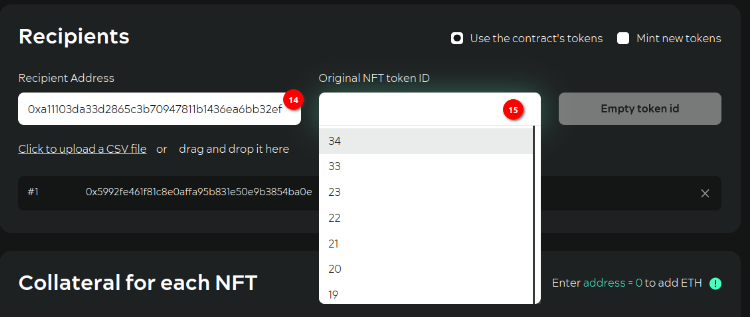 Recipients
Use the contract's tokens
Mint new tokens
Recipient Address
Original NFT token ID
0xa11103da33d2865c3b70947811b1436ea6bb32ef
14
15
Empty token id
Click to upload a CSV file or drag and drop it here
34
#1 0x5992fe461f81c8e0affa95b831e50e9b3854ba0e
33
23
22
21
20
19
Collateral for each NFT
Enter address = 0 to add ETH !